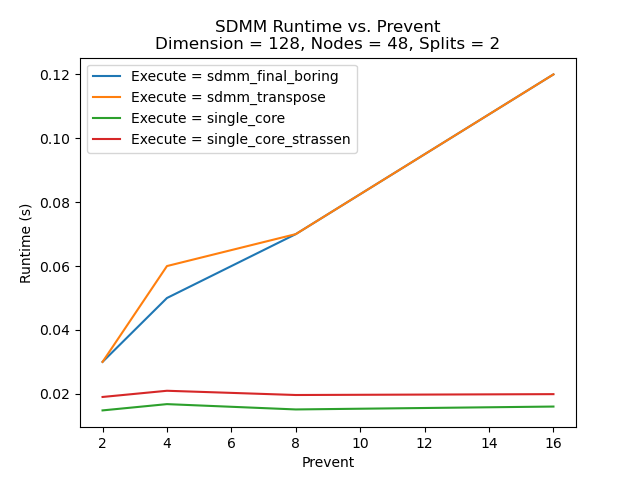 SDMM Runtime vs. Prevent
Dimension = 128, Nodes = 48, Splits = 2
Execute = sdmm_final_boring
Execute = sdmm_transpose
Execute = single_core
Execute = single_core_strassen
Runtime (s)
0.12
0.10
0.08
0.06
0.04
0.02
2 4 6 8 10 12 14 16
Prevent